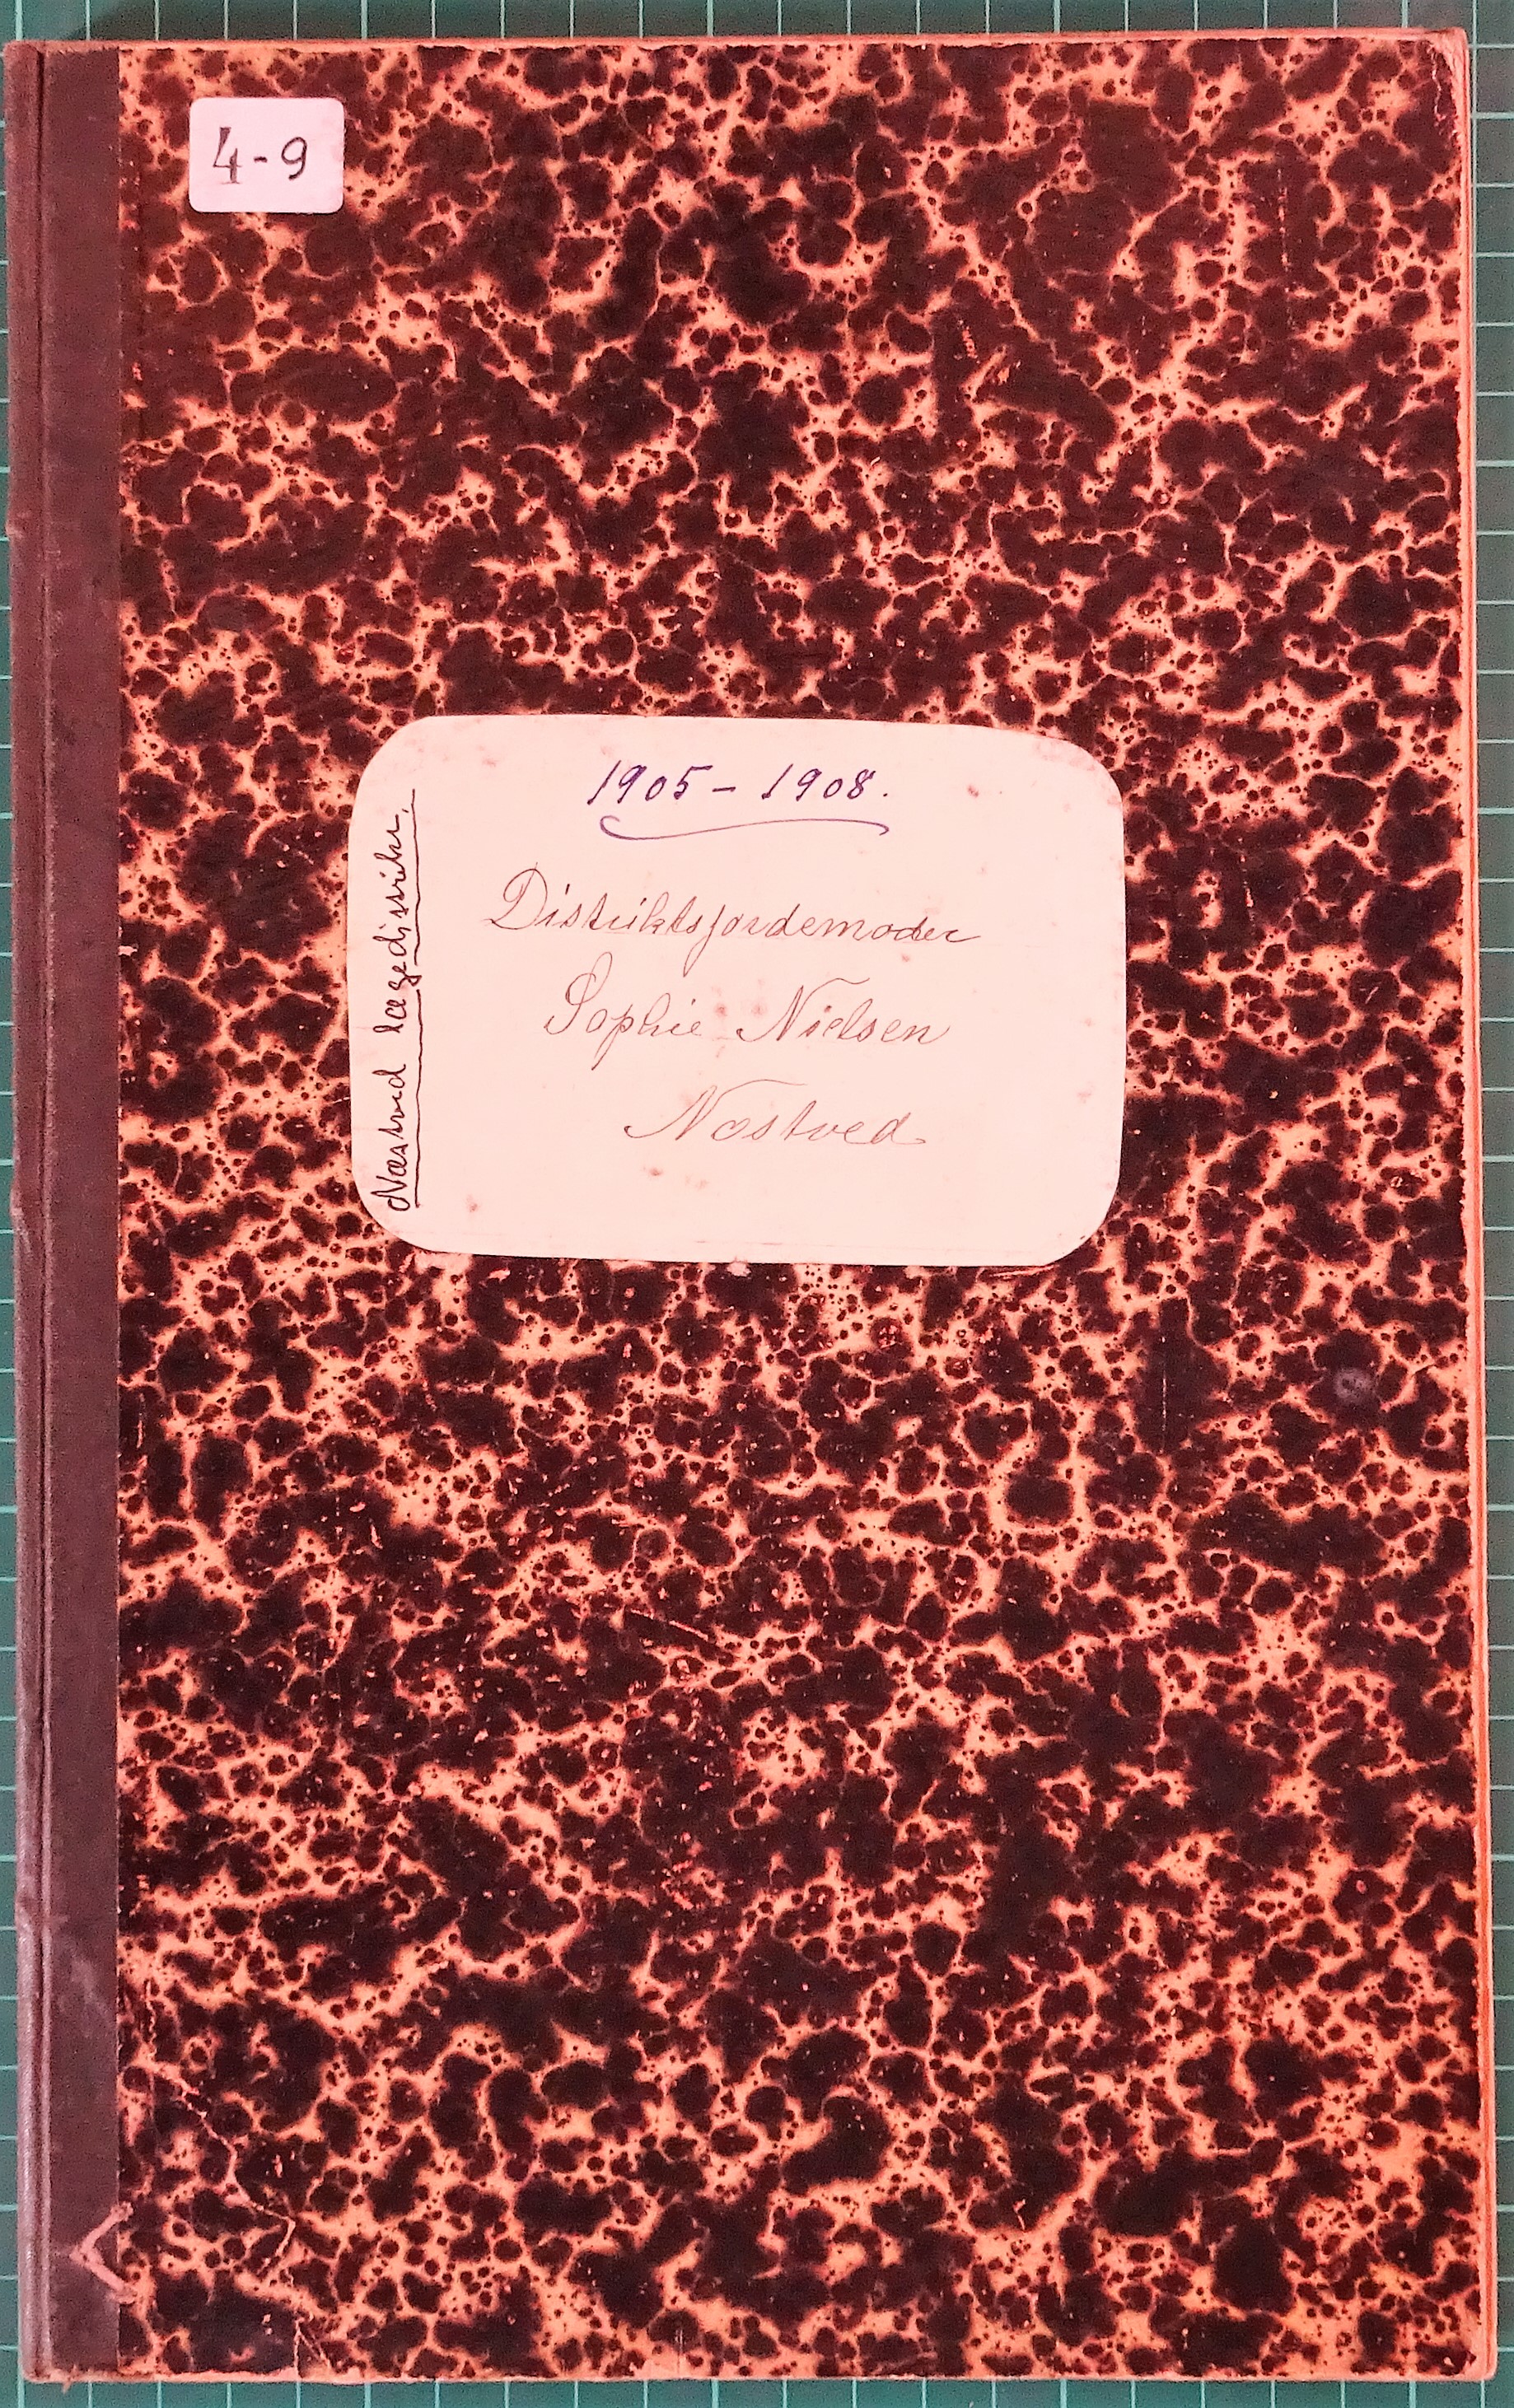 4-9
1905 - 1908.
Distriktsjordemoder
Sophie Nielsen
Næstved
Næstved lægedistrikt.